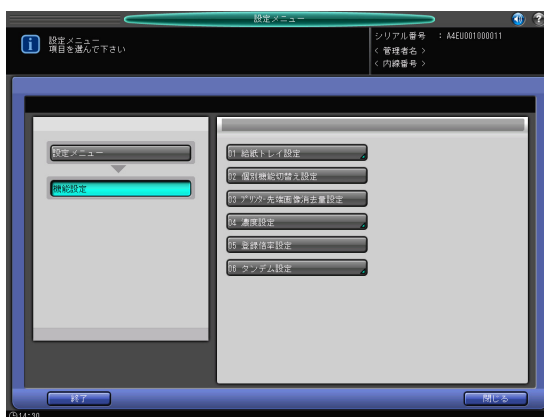 設定メニュー
設定メニュー
項目を選んで下さい
シリアル番号 : A4EU001000011
< 管理者名 >
< 内線番号 >
設定メニュー
機能設定
01 給紙トレイ設定
02 個別機能切替え設定
03 プリンター先端画像消去量設定
04 濃度設定
05 登録倍率設定
06 タンデム設定
終了
閉じる
14:30